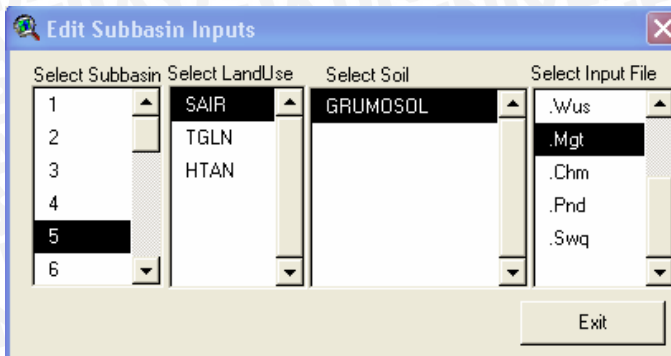 Edit Subbasin Inputs
Select Subbasin Select LandUse Select Soil Select Input File
1 SAIR GRUMOSOL .Wus
2 TGLN .Mgt
3 HTAN .Chm
4 .Pnd
5 .Swq
6
Exit